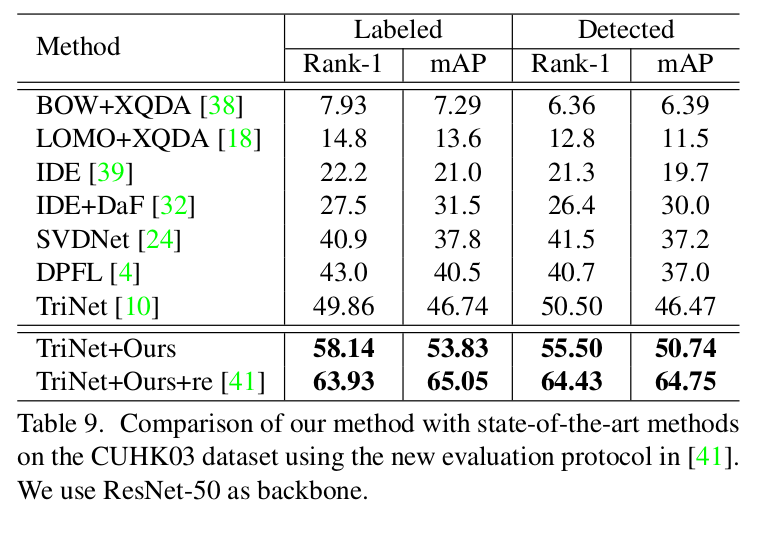 Method Labeled Detected
Rank-1 mAP Rank-1 mAP
BOW+XQDA [38] 7.93 7.29 6.36 6.39
LOMO+XQDA [18] 14.8 13.6 12.8 11.5
IDE [39] 22.2 21.0 21.3 19.7
IDE+DaF [32] 27.5 31.5 26.4 30.0
SVDNet [24] 40.9 37.8 41.5 37.2
DPFL [4] 43.0 40.5 40.7 37.0
TriNet [10] 49.86 46.74 50.50 46.47
TriNet+Ours 58.14 53.83 55.50 50.74
TriNet+Ours+re [41] 63.93 65.05 64.43 64.75
Table 9. Comparison of our method with state-of-the-art methods
on the CUHK03 dataset using the new evaluation protocol in [41].
We use ResNet-50 as backbone.